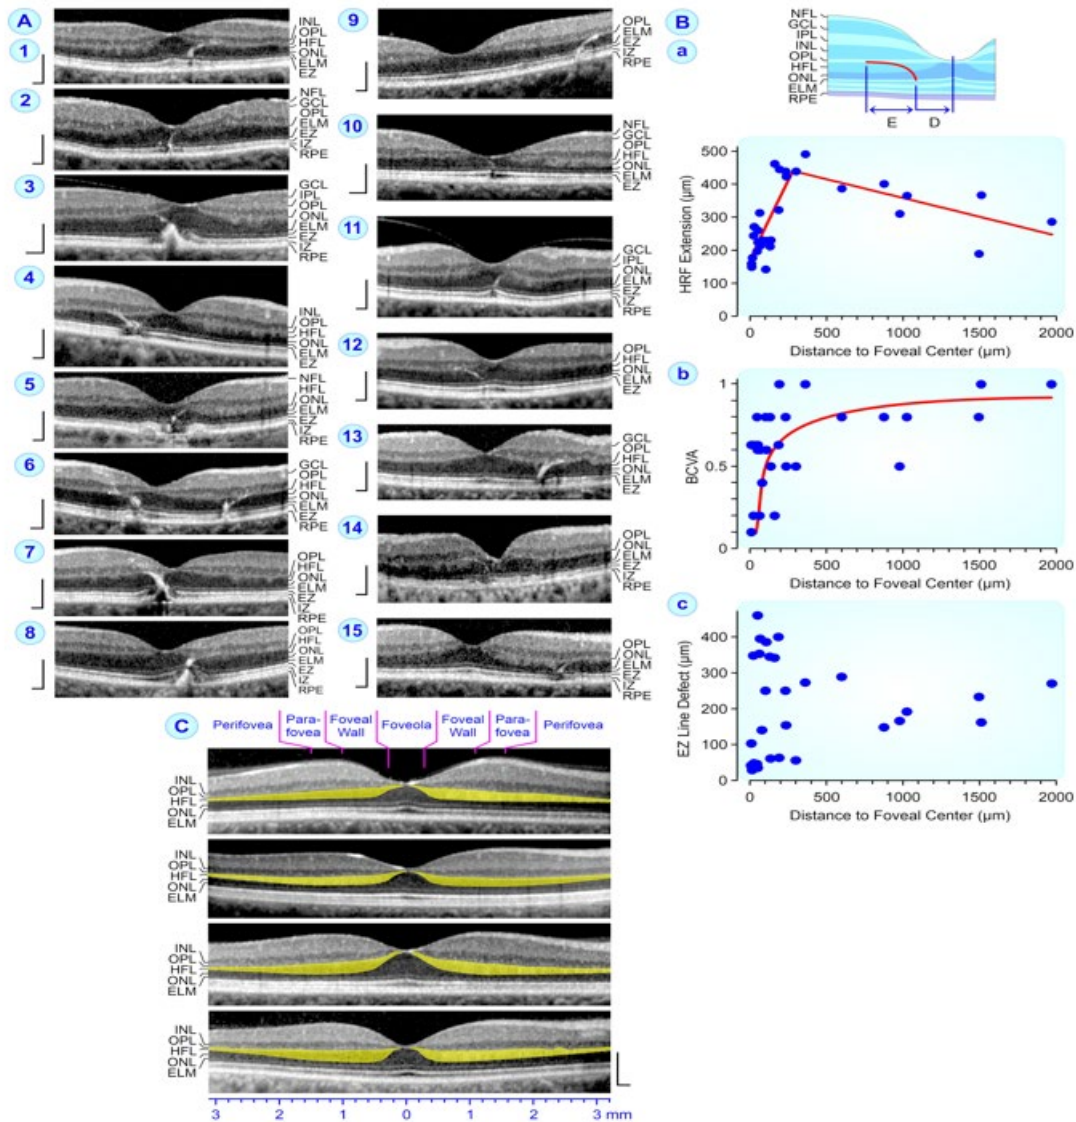 A
1
INL
OPL
HFL
ONL
ELM
EZ
2
NFL
GCL
OPL
ELM
EZ
IZ
RPE
3
GCL
IPL
OPL
ONL
ELM
EZ
IZ
RPE
4
INL
OPL
HFL
ONL
ELM
EZ
5
NFL
HFL
ONL
ELM
EZ
IZ
RPE
6
GCL
OPL
HFL
ONL
ELM
EZ
RPE
7
OPL
HFL
ONL
ELM
EZ
IZ
RPE
8
OPL
HFL
ONL
ELM
EZ
IZ
RPE
9
OPL
ELM
EZ
IZ
RPE
10
NFL
GCL
OPL
HFL
ONL
ELM
EZ
11
GCL
IPL
ONL
ELM
EZ
IZ
RPE
12
OPL
HFL
ONL
ELM
EZ
13
GCL
OPL
HFL
ONL
ELM
EZ
14
OPL
ONL
ELM
EZ
IZ
RPE
15
OPL
ONL
ELM
EZ
IZ
RPE
B
a
NFL
GCL
IPL
INL
OPL
HFL
ONL
ELM
RPE
E D
500
400
300
200
100
0
HRF Extension (µm)
0 500 1000 1500 2000
Distance to Foveal Center (µm)
b
1
0.5
0
BCVA
0 500 1000 1500 2000
Distance to Foveal Center (µm)
c
400
300
200
100
0
EZ Line Defect (µm)
0 500 1000 1500 2000
Distance to Foveal Center (µm)
C
Perifovea Para- Foveal Foveola Foveal Para- Perifovea
fovea Wall Wall fovea
INL
OPL
HFL
ONL
ELM
INL
OPL
HFL
ONL
ELM
INL
OPL
HFL
ONL
ELM
INL
OPL
HFL
ONL
ELM
3 2 1 0 1 2 3 mm